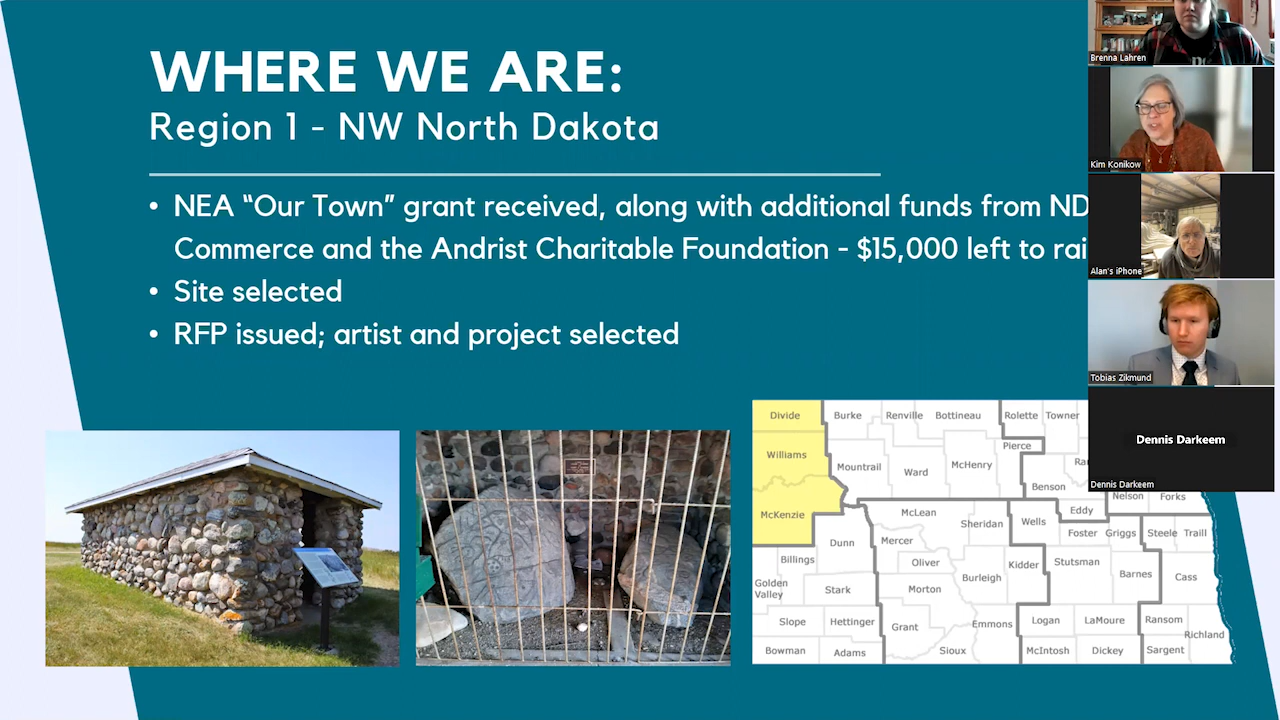 WHERE WE ARE:
Region 1 - NW North Dakota
• NEA “Our Town” grant received, along with additional funds from ND
Commerce and the Andrist Charitable Foundation - $15,000 left to rai
• Site selected
• RFP issued; artist and project selected
Brenna Lahren
Kim Konikow
Alan's iPhone
Tobias Zikmund
Dennis Darkeem
Dennis Darkeem
Divide
Burke
Renville
Bottineau
Rolette
Towner
Pierce
Williams
Mountrail
Ward
McHenry
Ra
Benson
McKenzie
McLean
Sheridan
Wells
Eddy
Nelson
Forks
Foster
Griggs
Steele
Traill
Dunn
Mercer
Billings
Oliver
Kidder
Stutsman
Barnes
Cass
Golden
Valley
Stark
Morton
Burleigh
Slope
Hettinger
Grant
Emmons
Logan
LaMoure
Ransom
Richland
Bowman
Adams
Sioux
McIntosh
Dickey
Sargent